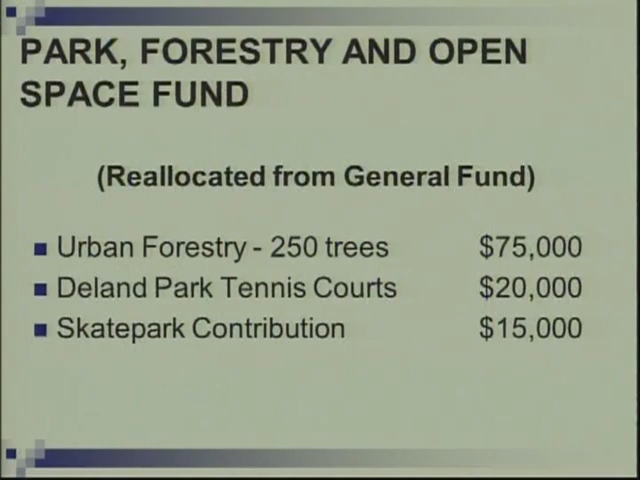 PARK, FORESTRY AND OPEN
SPACE FUND
(Reallocated from General Fund)
■ Urban Forestry - 250 trees $75,000
■ Deland Park Tennis Courts $20,000
■ Skatepark Contribution $15,000